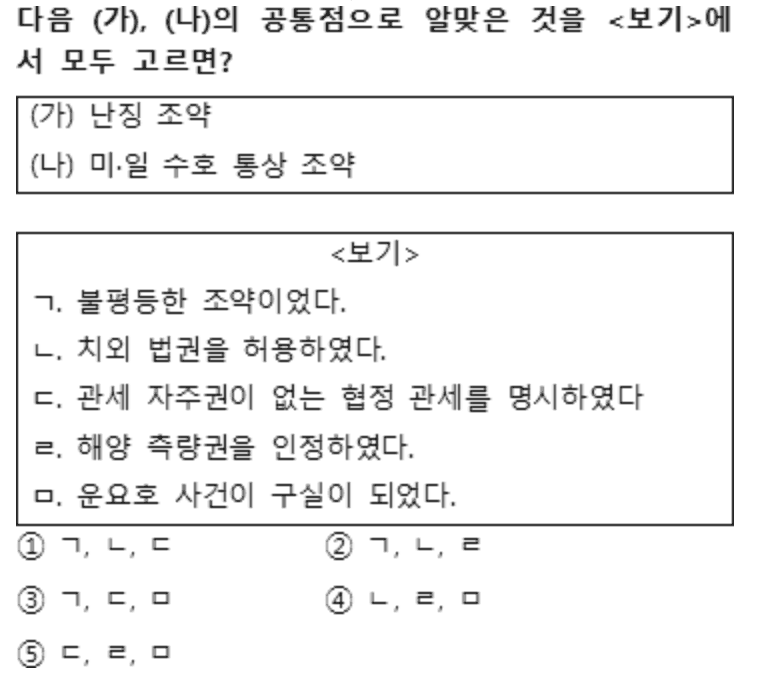 다음 (가), (나)의 공통점으로 알맞은 것을 <보기>에
서 모두 고르면?
(가) 난징 조약
(나) 미·일 수호 통상 조약
<보기>
ㄱ. 불평등한 조약이었다.
ㄴ. 치외 법권을 허용하였다.
ㄷ. 관세 자주권이 없는 협정 관세를 명시하였다
ㄹ. 해양 측량권을 인정하였다.
ㅁ. 운요호 사건이 구실이 되었다.
① ㄱ, ㄴ, ㄷ ② ㄱ, ㄴ, ㄹ
③ ㄱ, ㄷ, ㅁ ④ ㄴ, ㄹ, ㅁ
⑤ ㄷ, ㄹ, ㅁ